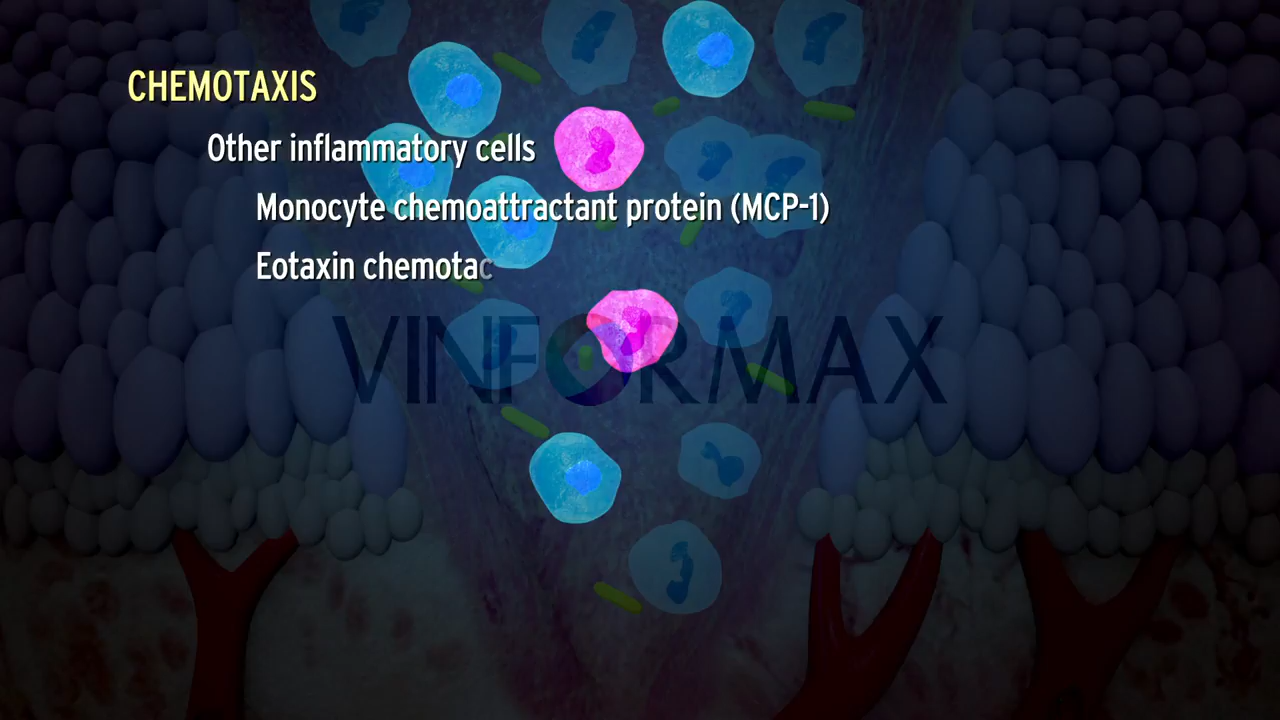 CHEMOTAXIS
Other inflammatory cells
Monocyte chemoattractant protein (MCP-1)
Eotaxin chemotac
VINFORMAX